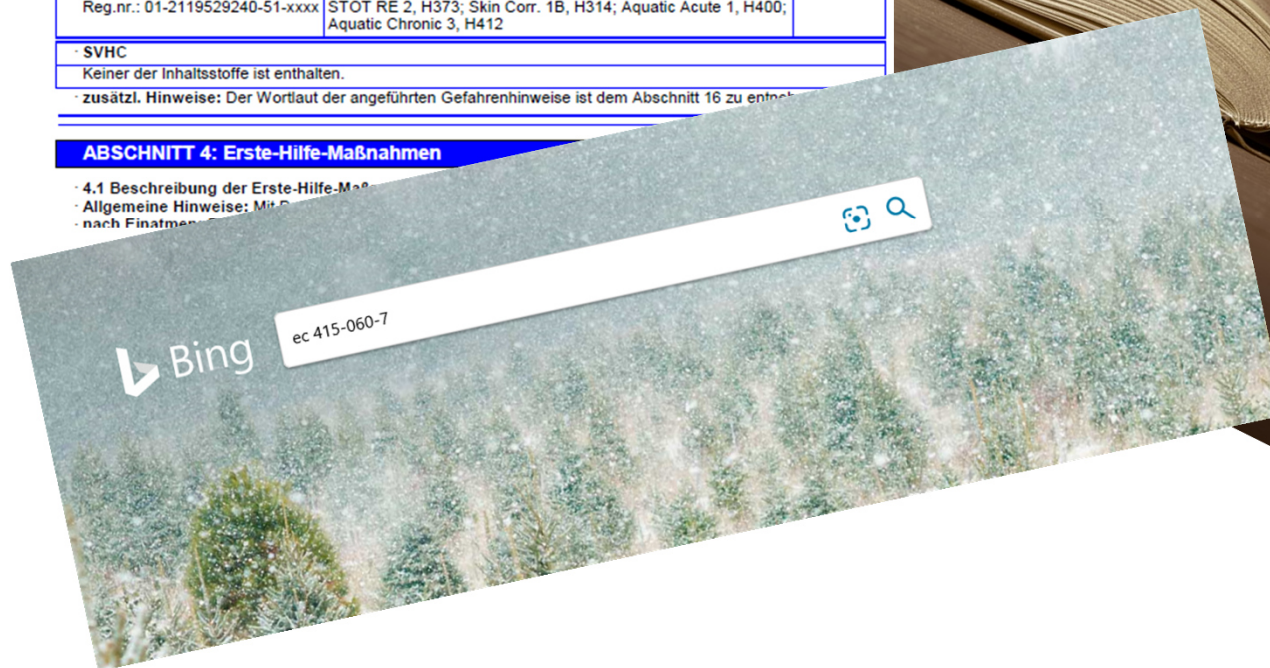 Reg.nr.: 01-2119529240-51-xxxx STOT RE 2, H373; Skin Corr. 1B, H314; Aquatic Acute 1, H400;
Aquatic Chronic 3, H412
· SVHC
Keiner der Inhaltsstoffe ist enthalten.
· zusätzl. Hinweise: Der Wortlaut der angeführten Gefahrenhinweise ist dem Abschnitt 16 zu
ABSCHNITT 4: Erste-Hilfe-Maßnahmen
· 4.1 Beschreibung der
· Allgemeine Hinweise:
· nach
ec 415-060-7
Bing